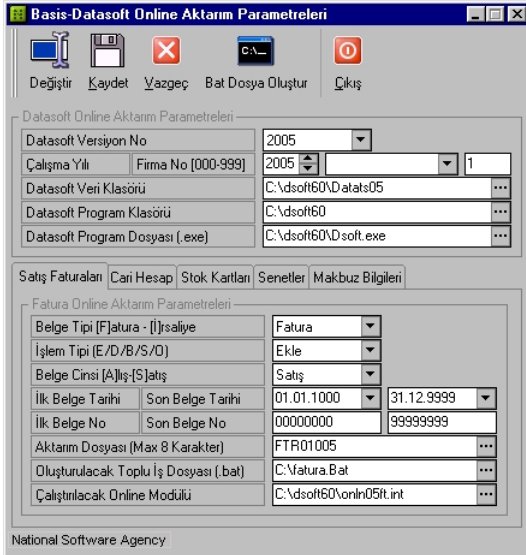 Basis-Datasoft Online Aktarım Parametreleri
C:\_
Değiştir Kaydet Vazgeç Bat Dosya Oluştur Çıkış
Datasoft Online Aktarım Parametreleri
Datasoft Versiyon No 2005
Çalışma Yılı Firma No [000-999] 2005 1
Datasoft Veri Klasörü C:\dsoft60\Datats05
Datasoft Program Klasörü C:\dsoft60
Datasoft Program Dosyası (.exe) C:\dsoft60\Dsoft.exe
Satış Faturaları Cari Hesap Stok Kartları Senetler Makbuz Bilgileri
Fatura Online Aktarım Parametreleri
Belge Tipi [F]atura - [İ]rsaliye Fatura
İşlem Tipi (E/D/B/S/O) Ekle
Belge Cinsi [A]lış-[S]atış Satış
İlk Belge Tarihi Son Belge Tarihi 01.01.1000 31.12.9999
İlk Belge No Son Belge No 00000000 99999999
Aktarım Dosyası (Max 8 Karakter) FTR01005
Oluşturulacak Toplu İş Dosyası (.bat) C:\fatura.Bat
Çalıştırılacak Online Modülü C:\dsoft60\onln05ft.int
National Software Agency